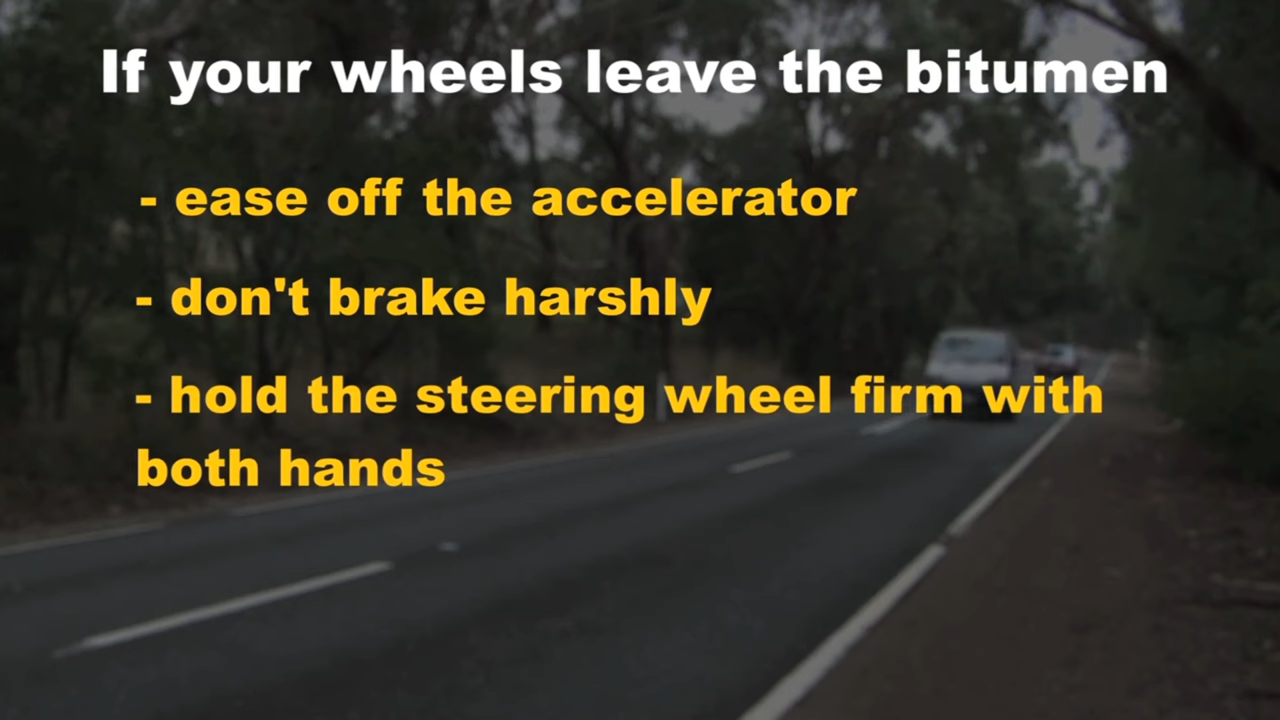 If your wheels leave the bitumen
- ease off the accelerator
- don't brake harshly
- hold the steering wheel firm with
both hands